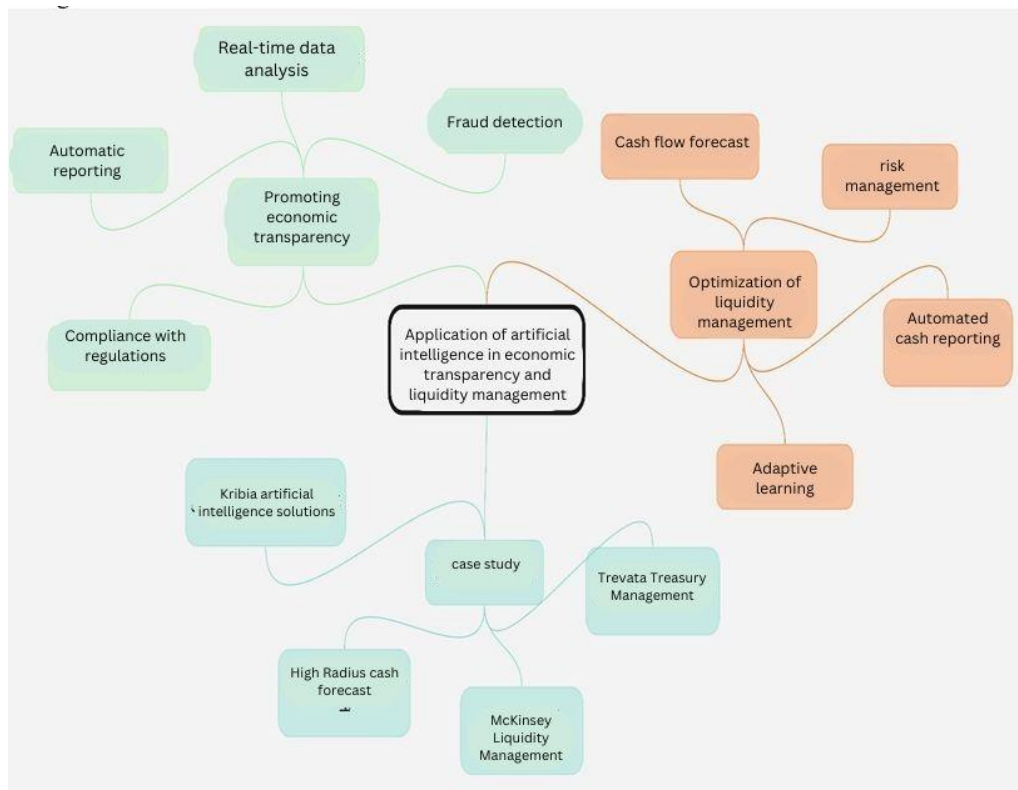 Real-time data
analysis
Fraud detection
Automatic
reporting
Promoting
economic
transparency
Compliance with
regulations
Cash flow forecast
risk
management
Optimization of
liquidity
management
Automated
cash reporting
Adaptive
learning
Application of artificial
intelligence in economic
transparency and
liquidity management
Kribia artificial
intelligence solutions
case study
Trevata Treasury
Management
High Radius cash
forecast
McKinsey
Liquidity
Management